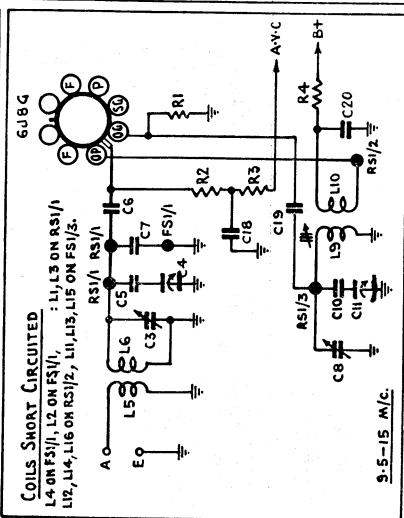 COILS SHORT CIRCUITED
L4 ON FS1/1, L2 ON FS1/1, : L1, L3 ON RS1/1
L12, L14, L16 ON RS1/2, L11, L13, L15 ON FS1/3.
6J8G
F
P
SG
OG
OP
F
R1
A·V·C
B+
R4
C20
R2
R3
C6
C7
FS1/1
RS1/1
RS1/1
C5
C4
C3
L6
L5
A
E
C18
C19
L10
RS1/2
L9
RS1/3
C10
C11
C8
9·5-15 M/C.